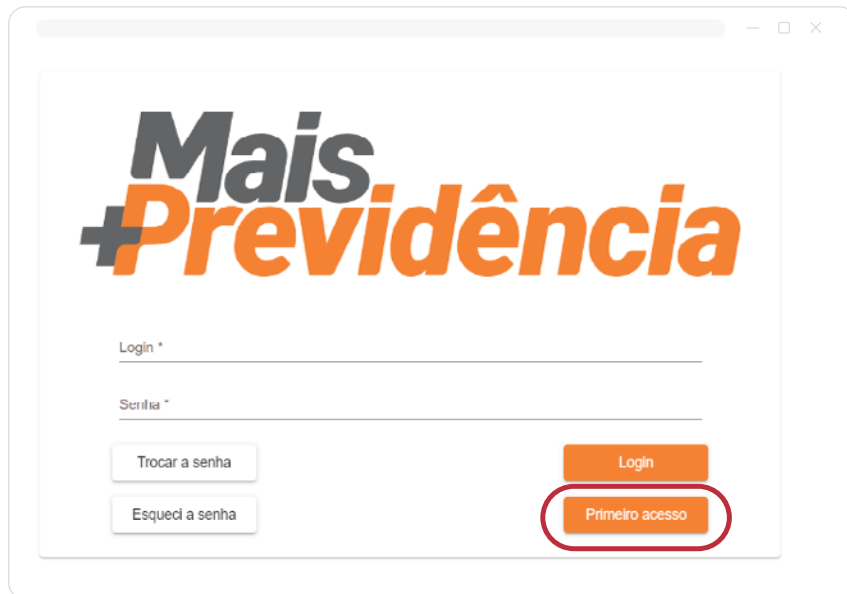 Mais
+Previdência
Login *
Senha *
Trocar a senha
Login
Esqueci a senha
Primeiro acesso